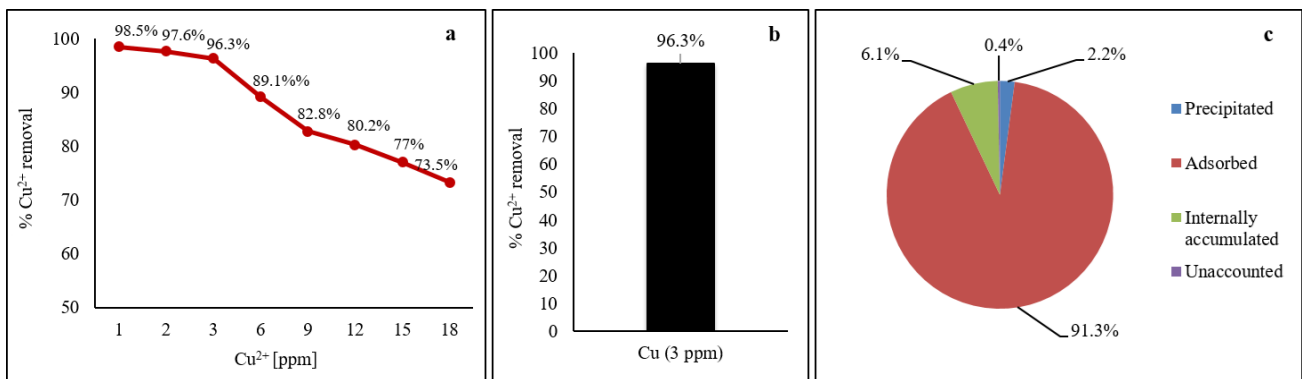 a
98.5%
97.6%
96.3%
89.1%%
82.8%
80.2%
77%
73.5%
100
90
80
70
60
50
% Cu²⁺ removal
1 2 3 6 9 12 15 18
Cu²⁺ [ppm]
b
96.3%
100
90
80
70
60
50
40
30
20
10
0
% Cu²⁺ removal
Cu (3 ppm)
c
0.4%
6.1%
2.2%
91.3%
Precipitated
Adsorbed
Internally
accumulated
Unaccounted